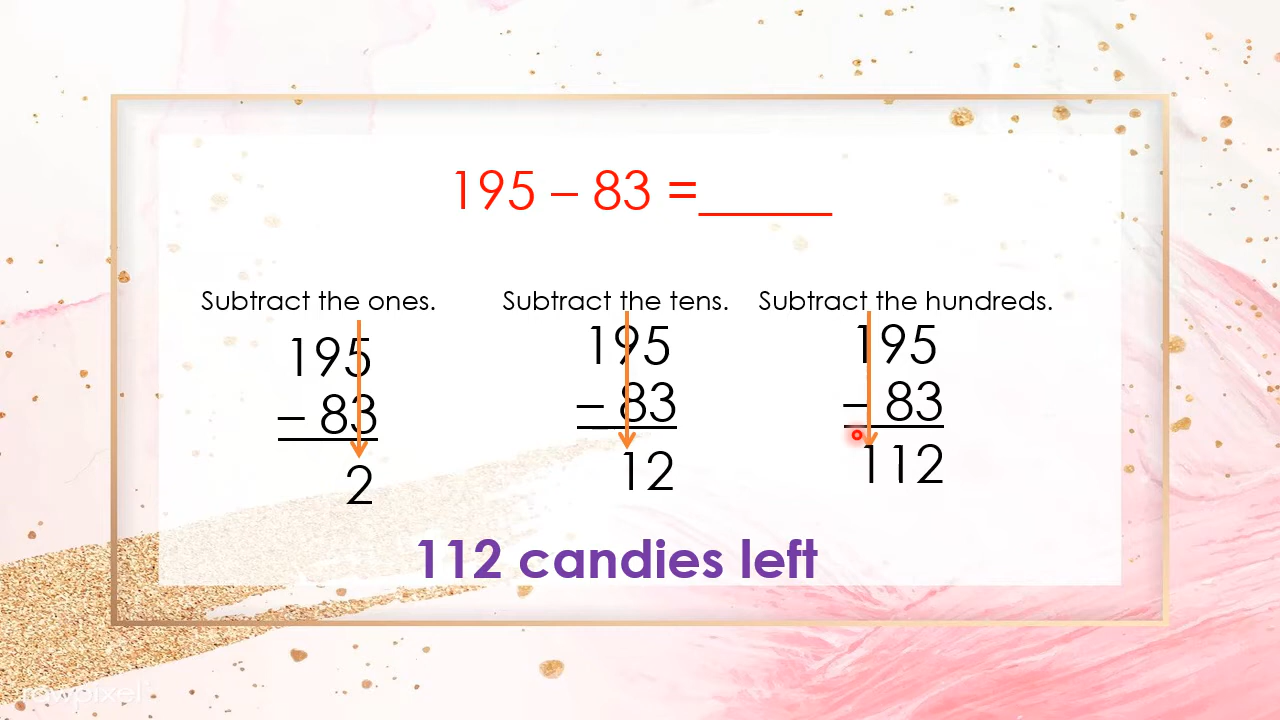 195 – 83 =_____
Subtract the ones.
195
– 83
2
Subtract the tens.
195
– 83
12
Subtract the hundreds.
195
– 83
112
112 candies left
rawpixel